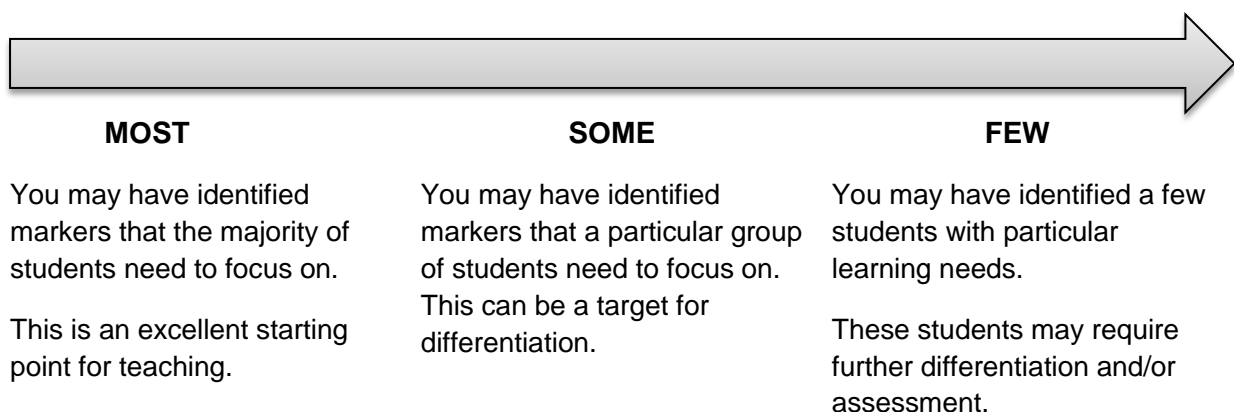 MOST
You may have identified
markers that the majority of
students need to focus on.
This is an excellent starting
point for teaching.
SOME
You may have identified
markers that a particular group
of students need to focus on.
This can be a target for
differentiation.
FEW
You may have identified a few
students with particular
learning needs.
These students may require
further differentiation and/or
assessment.